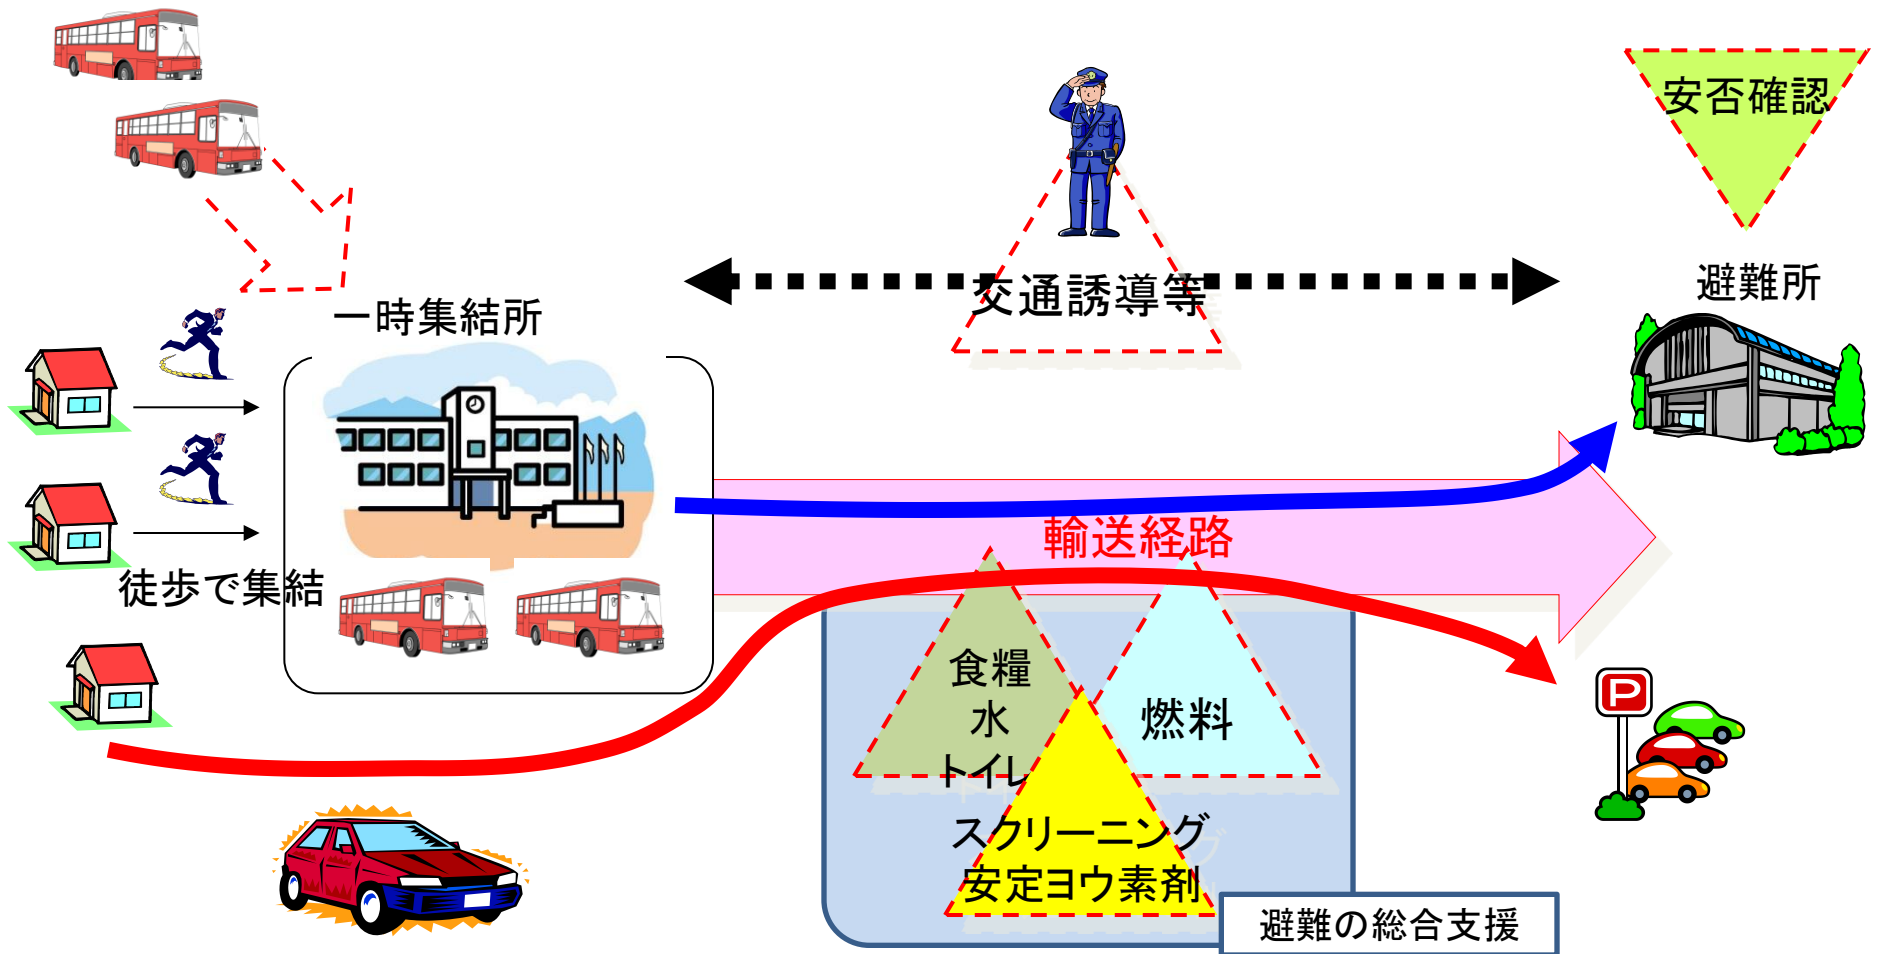 安否確認
避難所
交通誘導等
一時集結所
徒歩で集結
輸送経路
食糧
水
トイレ
燃料
スクリーニング
安定ヨウ素剤
避難の総合支援
P